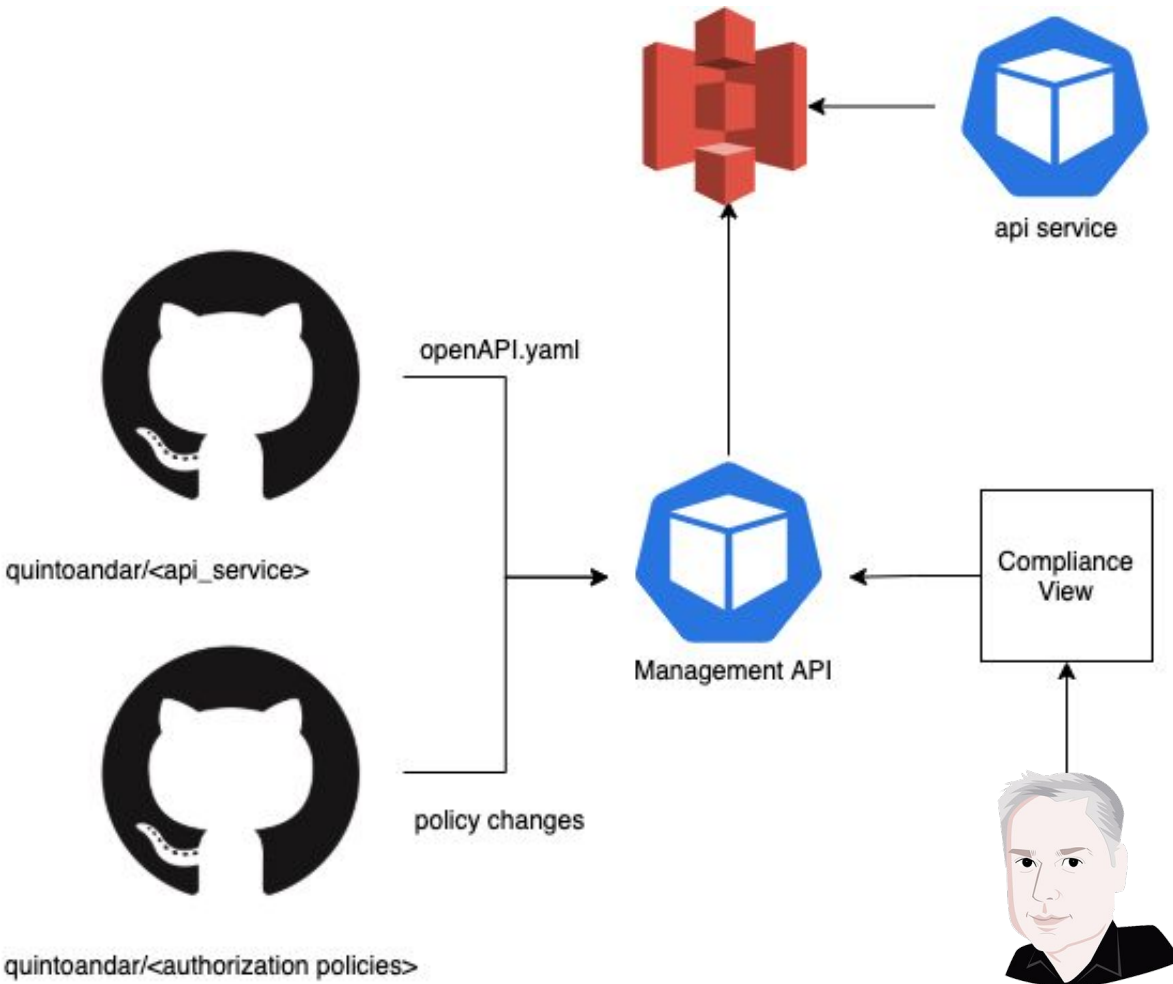 api service
openAPI.yaml
quintoandar/<api_service>
Compliance
View
Management API
policy changes
quintoandar/<authorization policies>